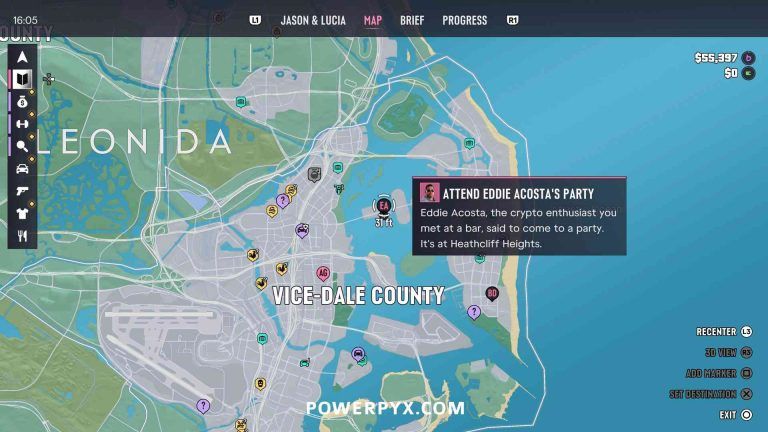 16:05
L1 JASON & LUCIA MAP BRIEF PROGRESS R1
COUNTY
$55,397
$0
LEONIDA
ATTEND EDDIE ACOSTA'S PARTY
Eddie Acosta, the crypto enthusiast you
met at a bar, said to come to a party.
It's at Heathcliff Heights.
EA
31 ft
?
AG
BD
VICE-DALE COUNTY
?
?
RECENTER L3
3D VIEW R3
ADD MARKER
SET DESTINATION
EXIT
POWERPYX.COM